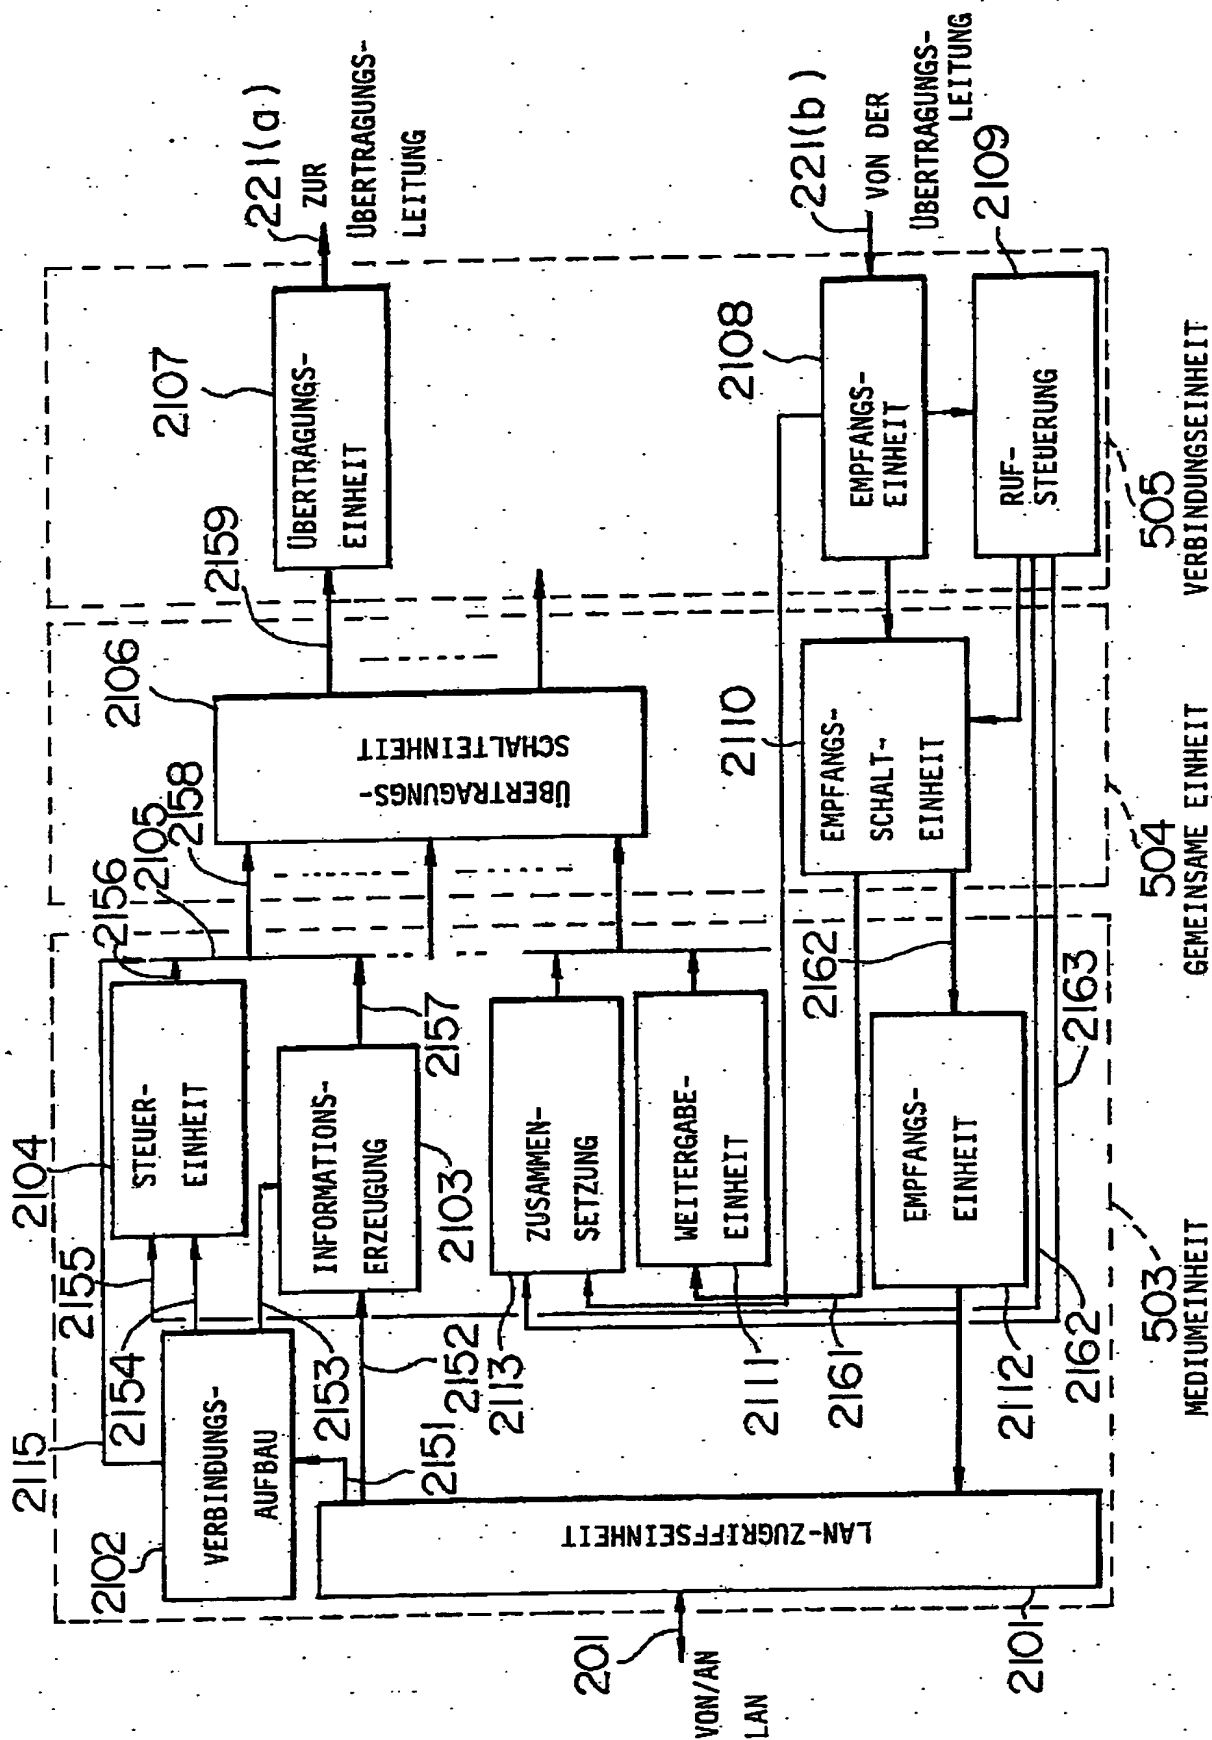 2115
2102
VERBINDUNGS-
AUFBAU
2155
2154
2153
2104
STEUER-
EINHEIT
2156
2105
2158
INFORMATIONS-
ERZEUGUNG
2103
2157
2151
2152
2113
ZUSAMMEN-
SETZUNG
2111
WEITERGABE-
EINHEIT
2161
LAN-ZUGRIFFSEINHEIT
2101
201
VON/AN
LAN
2106
ÜBERTRAGUNGS-
SCHALTEINHEIT
2159
2107
ÜBERTRAGUNGS-
EINHEIT
221(a)
ZUR
ÜBERTRAGUNGS-
LEITUNG
221(b)
VON DER
ÜBERTRAGUNGS-
LEITUNG
2108
EMPFANGS-
EINHEIT
2109
RUF-
STEUERUNG
2110
EMPFANGS-
SCHALT-
EINHEIT
2162
EMPFANGS-
EINHEIT
2112
2162
2163
503
MEDIUMEINHEIT
504
GEMEINSAME EINHEIT
505
VERBINDUNGSEINHEIT